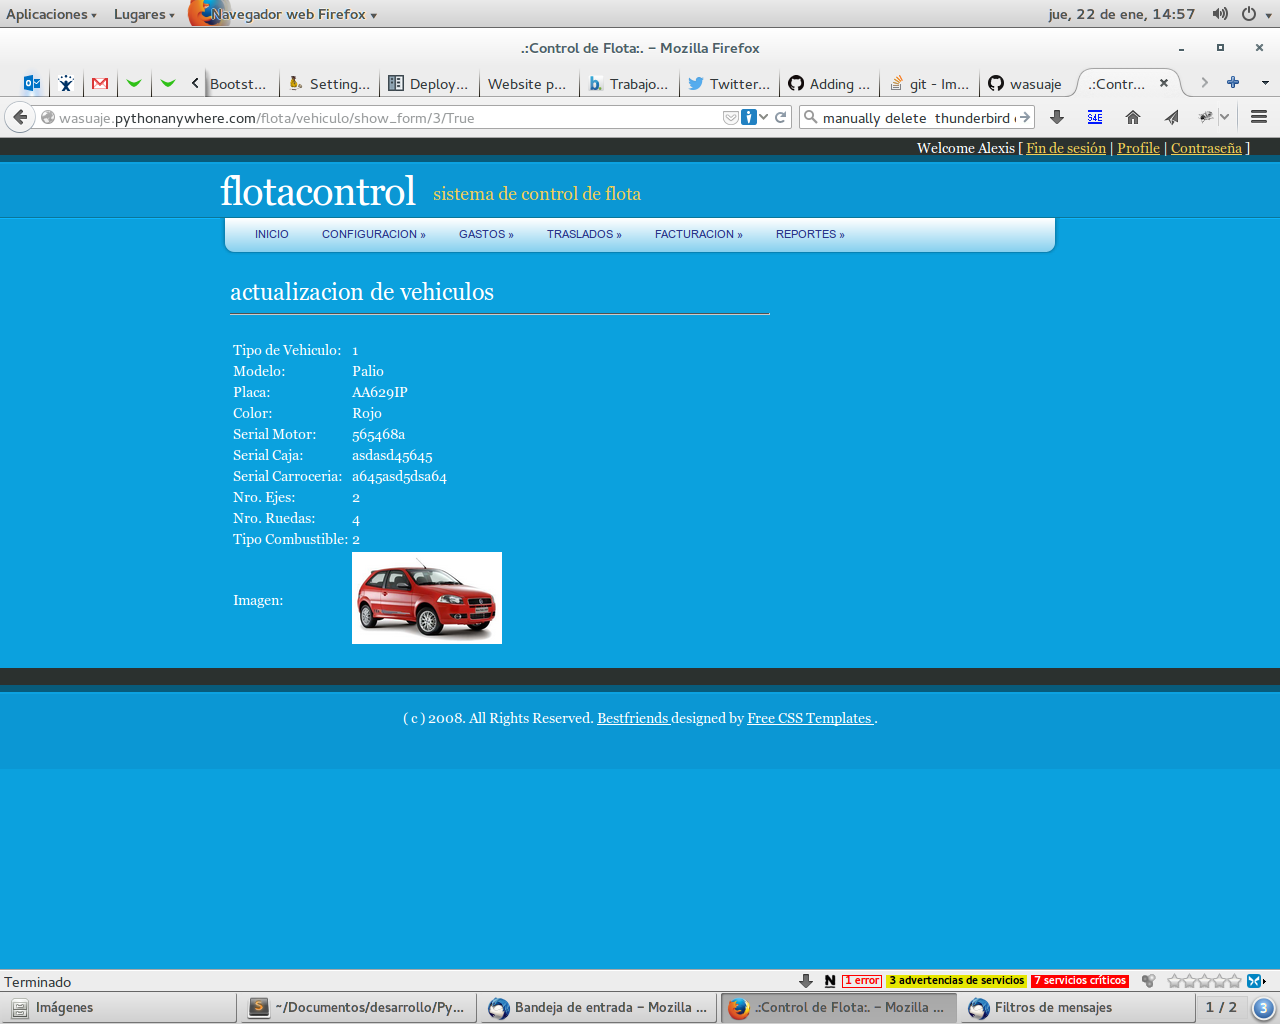 Aplicaciones Lugares Navegador web Firefox jue, 22 de ene, 14:57
.:Control de Flota:. – Mozilla Firefox
Bootst... Setting... Deploy... Website p... Trabajo... Twitter... Adding ... git - Im... wasuaje .:Contr...
wasuaje.pythonanywhere.com/flota/vehiculo/show_form/3/True manually delete thunderbird
S4E
Welcome Alexis [ Fin de sesión | Profile | Contraseña ]
flotacontrol sistema de control de flota
INICIO CONFIGURACION » GASTOS » TRASLADOS » FACTURACION » REPORTES »
actualizacion de vehiculos
Tipo de Vehiculo: 1
Modelo: Palio
Placa: AA629IP
Color: Rojo
Serial Motor: 565468a
Serial Caja: asdasd45645
Serial Carroceria: a645asd5dsa64
Nro. Ejes: 2
Nro. Ruedas: 4
Tipo Combustible: 2
Imagen:
( c ) 2008. All Rights Reserved. Bestfriends designed by Free CSS Templates .
Terminado N 1 error 3 advertencias de servicios 7 servicios críticos
Imágenes ~/Documentos/desarrollo/Py... Bandeja de entrada – Mozilla ... .:Control de Flota:. – Mozilla ... Filtros de mensajes 1 / 2 3